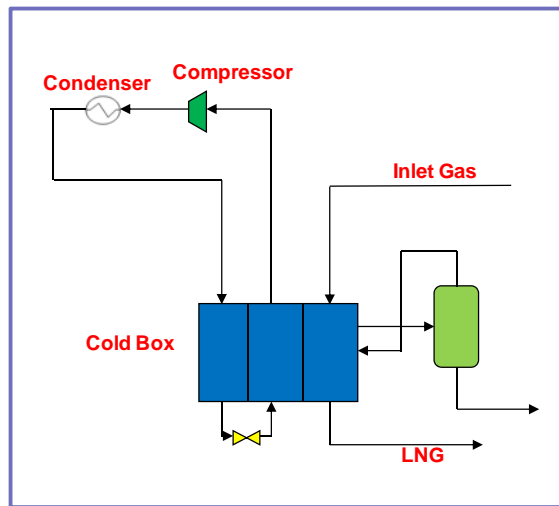 Compressor
Condenser
Inlet Gas
Cold Box
LNG